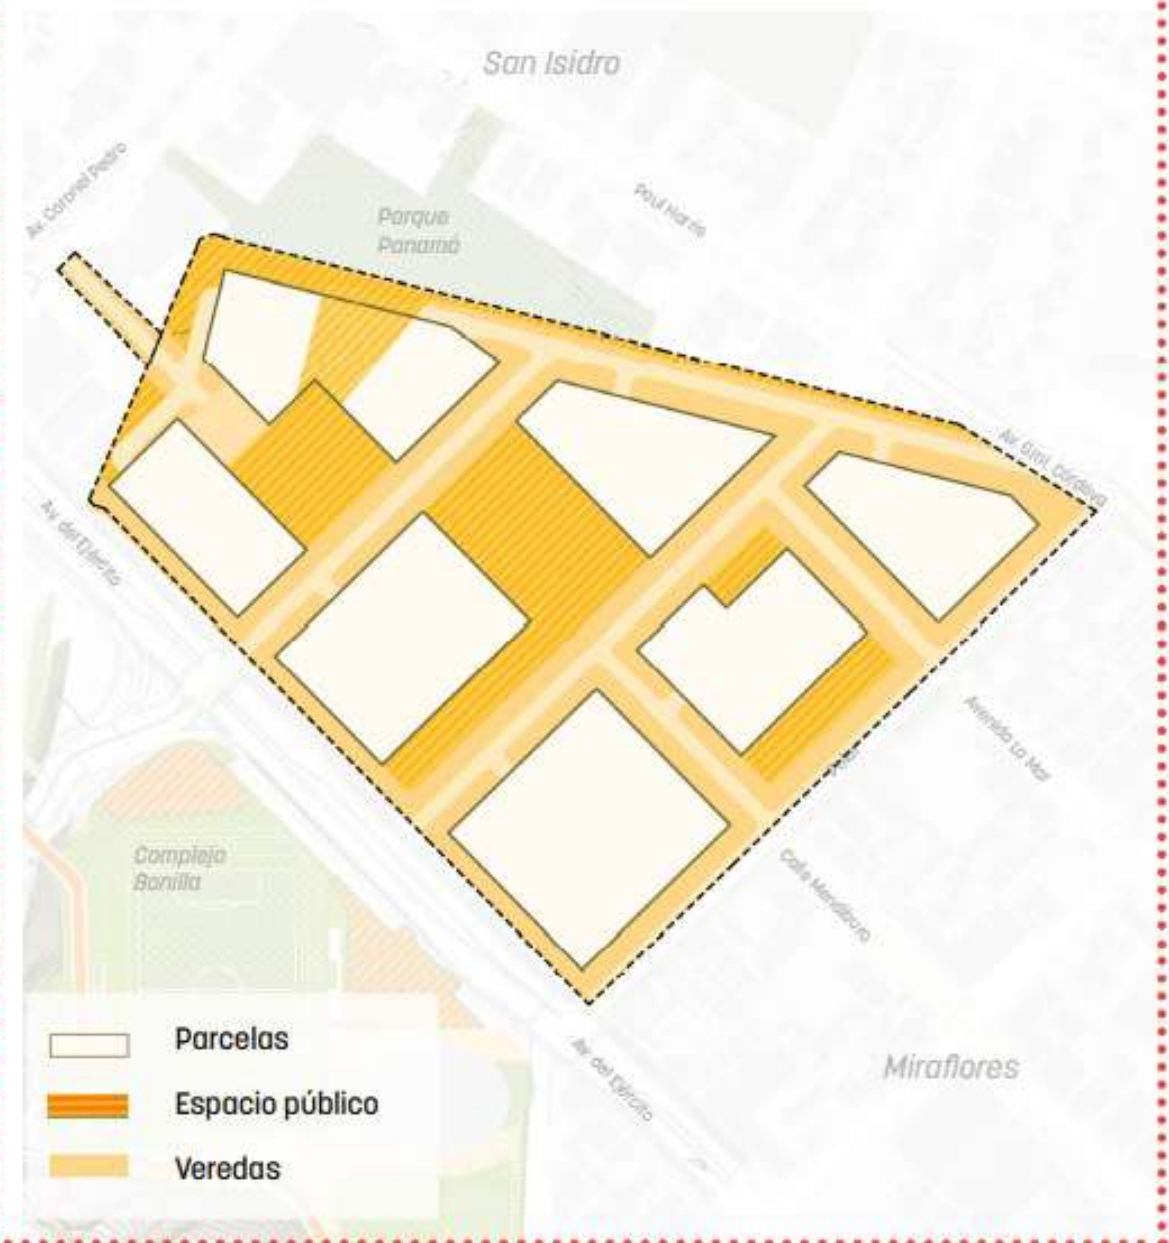 San Isidro
Av. Coronel Pedro
Parque
Panamá
Paul Harris
Av. Gral. Córdova
Av. del Ejército
Avenida La Mar
Complejo
Bonilla
Calle Mendiburo
Av. del Ejército
Miraflores
Parcelas
Espacio público
Veredas